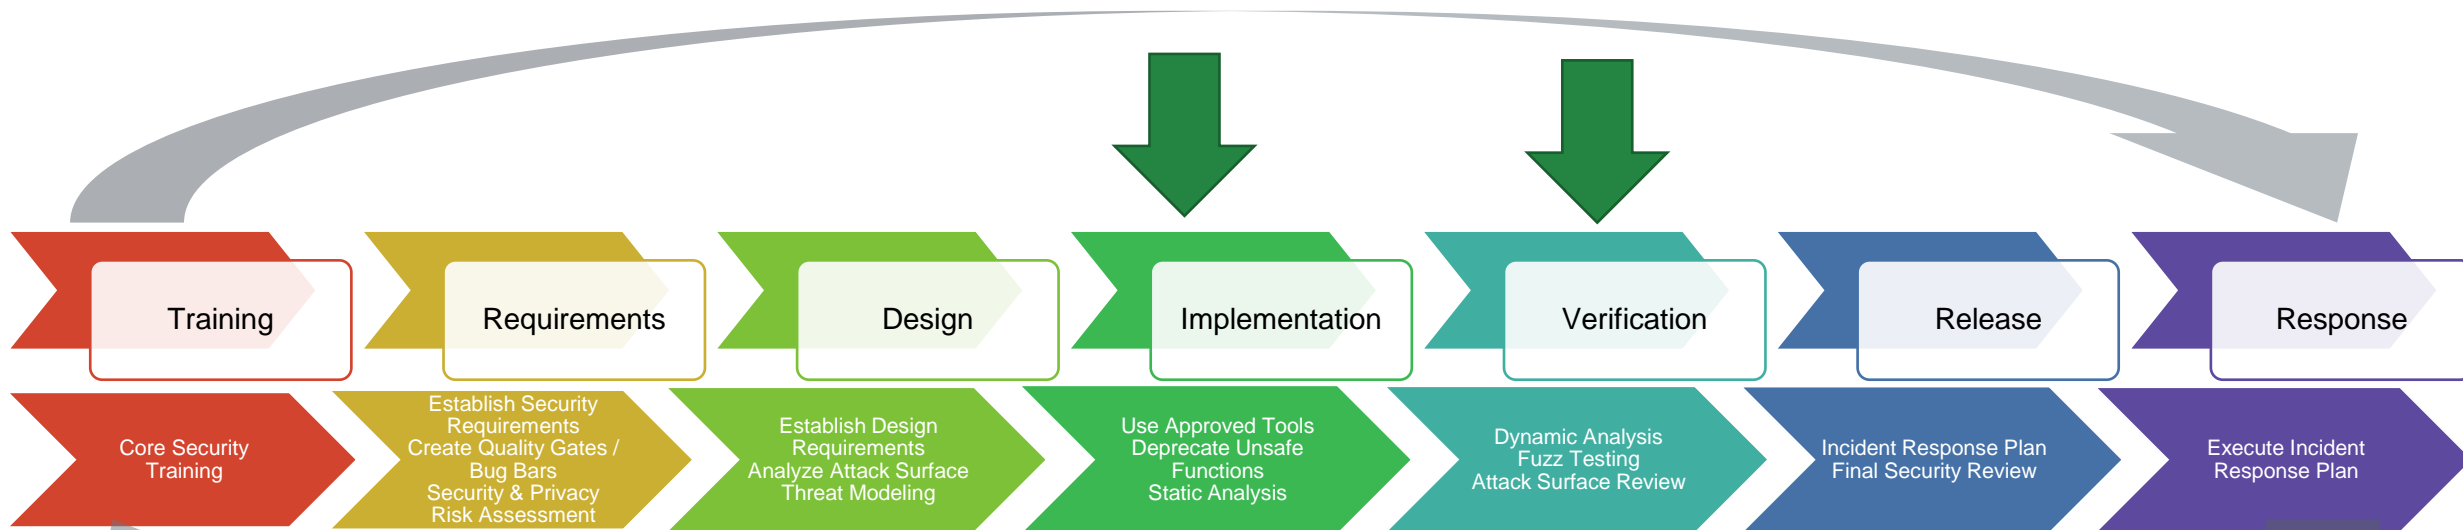 Training
Requirements
Design
Implementation
Verification
Release
Response
Core Security
Training
Establish Security
Requirements
Create Quality Gates /
Bug Bars
Security & Privacy
Risk Assessment
Establish Design
Requirements
Analyze Attack Surface
Threat Modeling
Use Approved Tools
Deprecate Unsafe
Functions
Static Analysis
Dynamic Analysis
Fuzz Testing
Attack Surface Review
Incident Response Plan
Final Security Review
Execute Incident
Response Plan